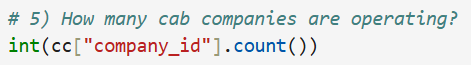 # 5) How many cab companies are operating?
int(cc["company_id"].count())